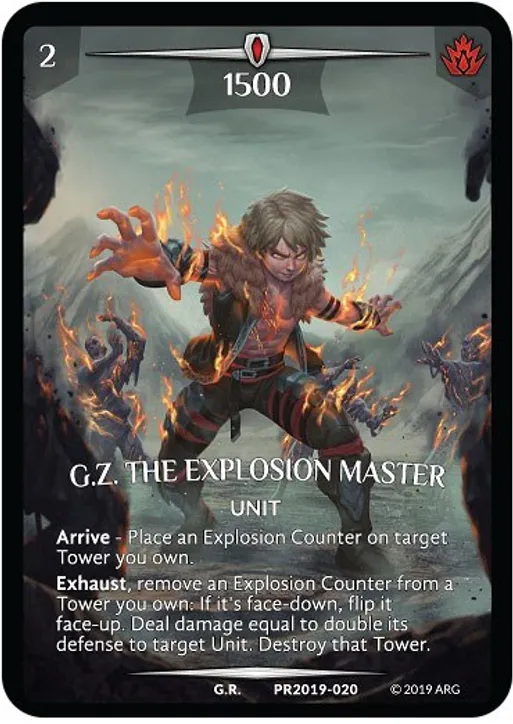 2
1500
G.Z. THE EXPLOSION MASTER
UNIT
Arrive - Place an Explosion Counter on target
Tower you own.
Exhaust, remove an Explosion Counter from a
Tower you own: If it's face-down, flip it
face-up. Deal damage equal to double its
defense to target Unit. Destroy that Tower.
G.R. PR2019-020 © 2019 ARG